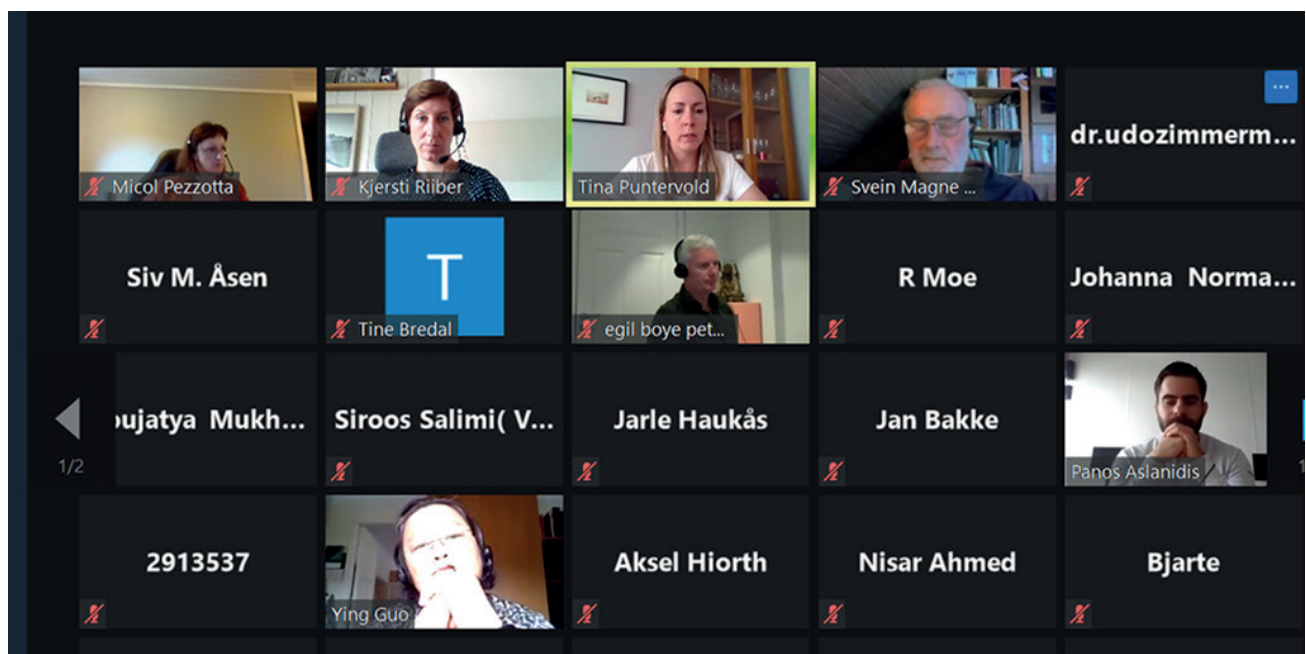 Micol Pezzotta
Kjersti Riiber
Tina Puntervold
Svein Magne ...
...
dr.udozimmerm...
Siv M. Åsen
T
Tine Bredal
egil boye pet...
R Moe
Johanna Norma...
oujatya Mukh...
Siroos Salimi( V...
Jarle Haukås
Jan Bakke
Panos Aslanidis
1/2
2913537
Ying Guo
Aksel Hiorth
Nisar Ahmed
Bjarte